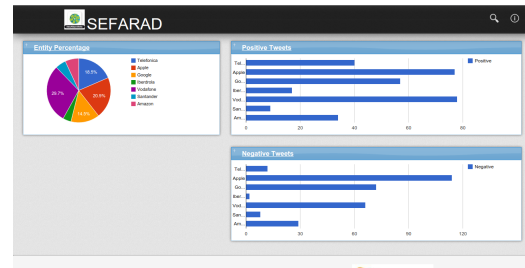 SEFARAD
Entity Percentage
Telefonica
Apple
Google
Iberdrola
Vodafone
Santander
Amazon
16.5%
20.9%
14.5%
29.7%
Positive Tweets
Tel...
Apple
Go...
Iber...
Vod...
San...
Am...
0 20 40 60 80
Positive
Negative Tweets
Tel...
Apple
Go...
Iber...
Vod...
San...
Am...
0 30 60 90 120
Negative